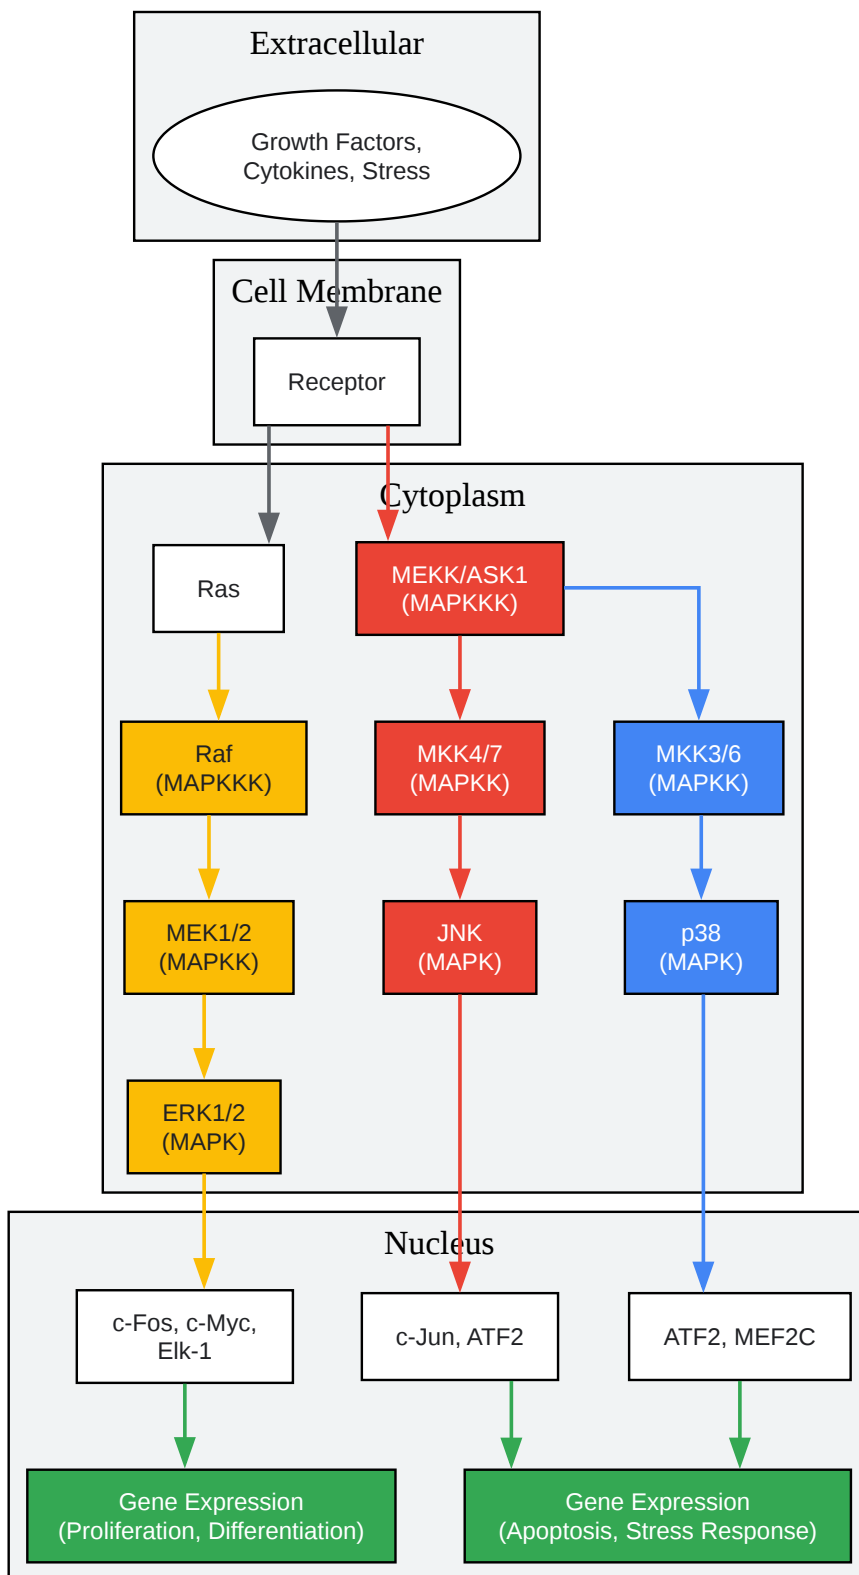 Extracellular
Growth Factors,
Cytokines, Stress
Cell Membrane
Receptor
Cytoplasm
Ras
MEKK/ASK1
(MAPKKK)
Raf
(MAPKKK)
MKK4/7
(MAPKK)
MKK3/6
(MAPKK)
MEK1/2
(MAPKK)
JNK
(MAPK)
p38
(MAPK)
ERK1/2
(MAPK)
Nucleus
c-Fos, c-Myc,
Elk-1
c-Jun, ATF2
ATF2, MEF2C
Gene Expression
(Proliferation, Differentiation)
Gene Expression
(Apoptosis, Stress Response)